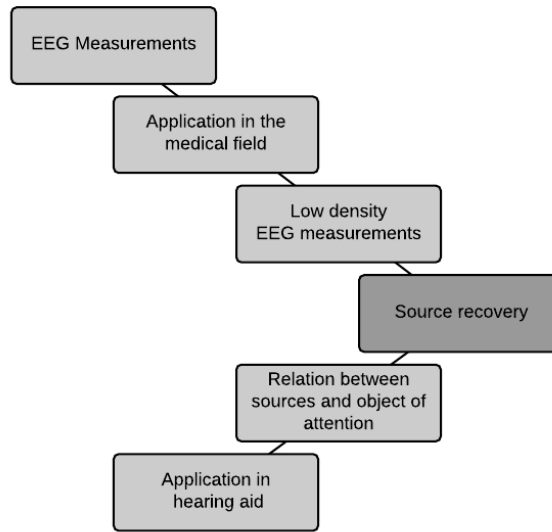 EEG Measurements
Application in the
medical field
Low density
EEG measurements
Source recovery
Relation between
sources and object of
attention
Application in
hearing aid